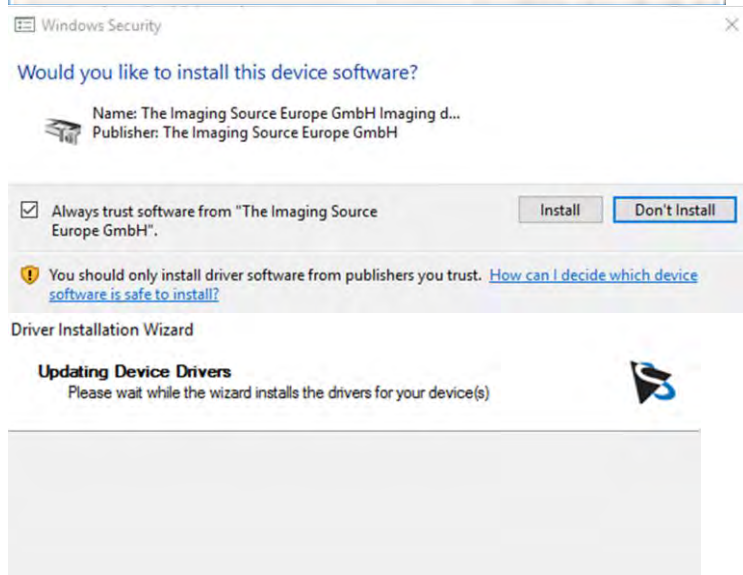 Windows Security
Would you like to install this device software?
Name: The Imaging Source Europe GmbH Imaging d...
Publisher: The Imaging Source Europe GmbH
Always trust software from "The Imaging Source
Europe GmbH".
Install
Don't Install
You should only install driver software from publishers you trust. How can I decide which device
software is safe to install?
Driver Installation Wizard
Updating Device Drivers
Please wait while the wizard installs the drivers for your device(s)